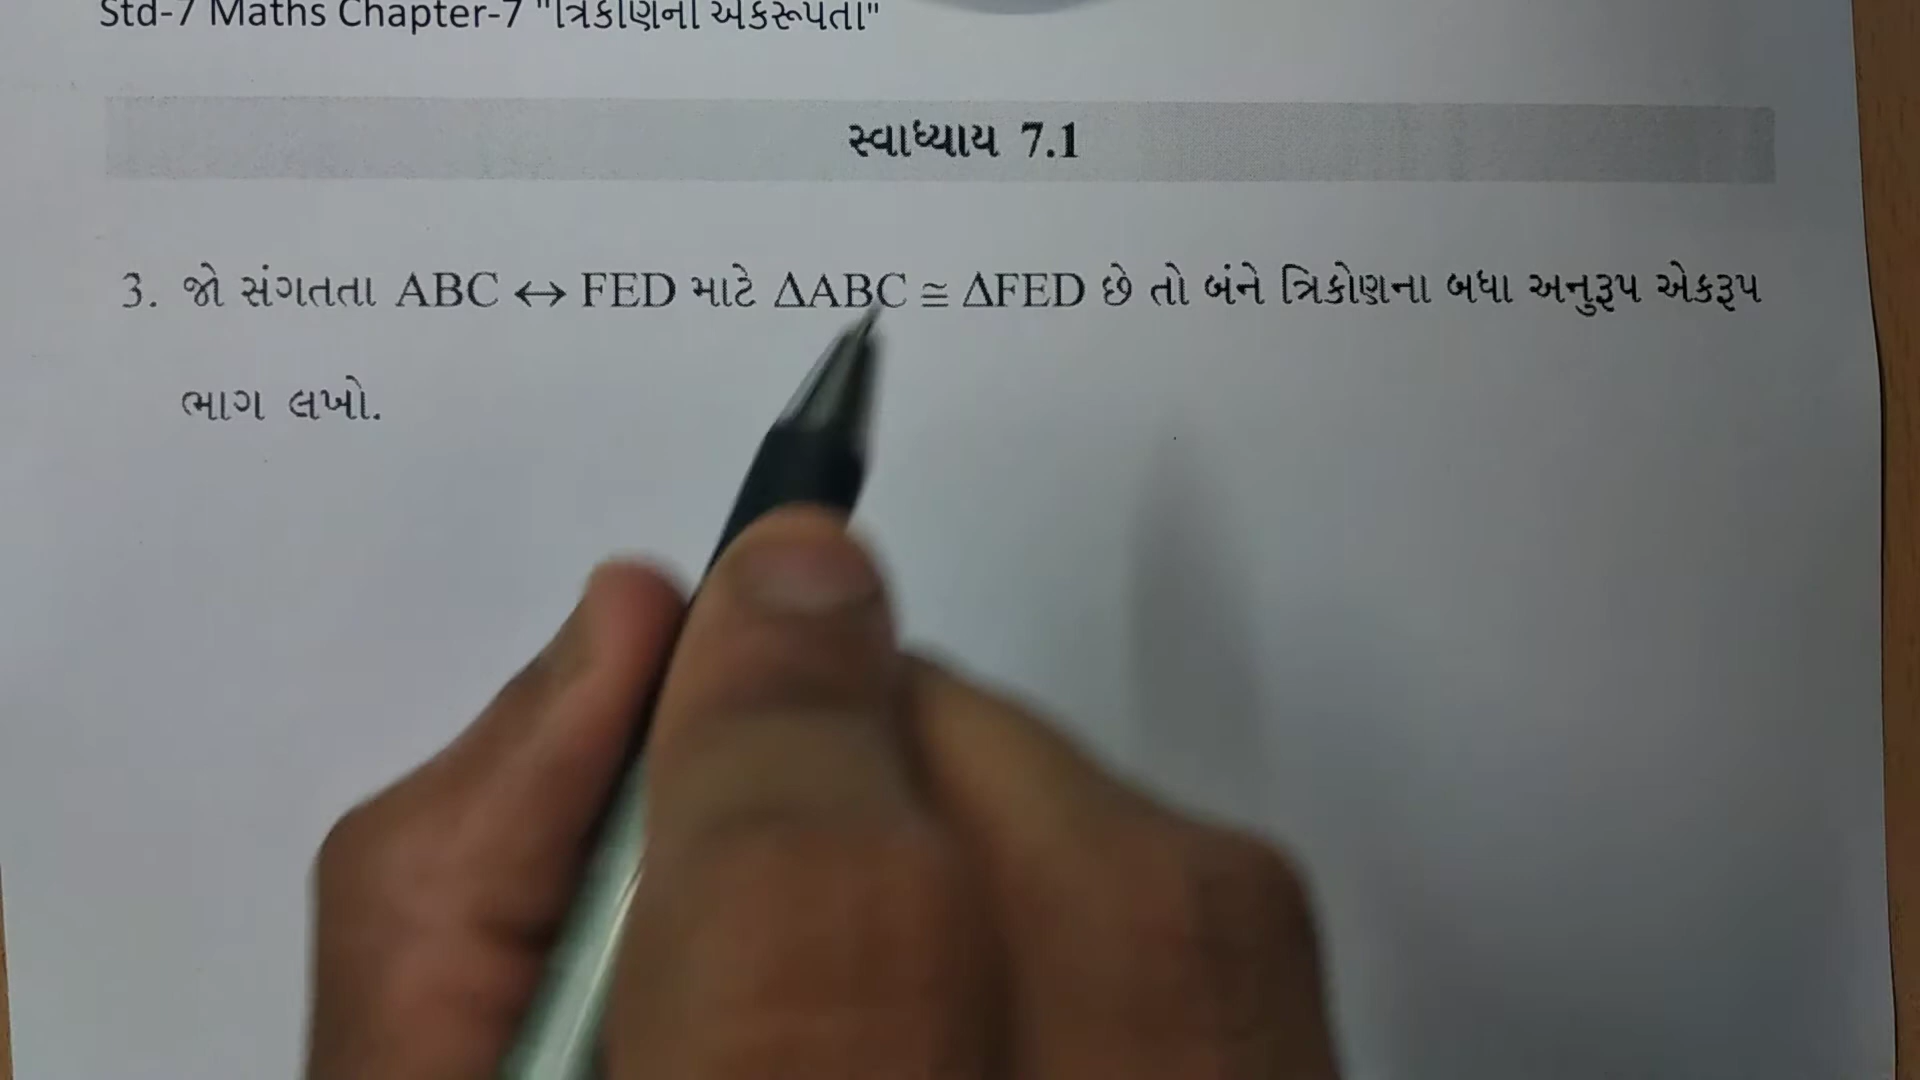 Std-7 Maths Chapter-7 "ત્રિકોણની એકરૂપતા"
સ્વાધ્યાય 7.1
3. જો સંગતતા ABC ↔ FED માટે ΔABC ≅ ΔFED છે તો બંને ત્રિકોણના બધા અનુરૂપ એકરૂપ
ભાગ લખો.